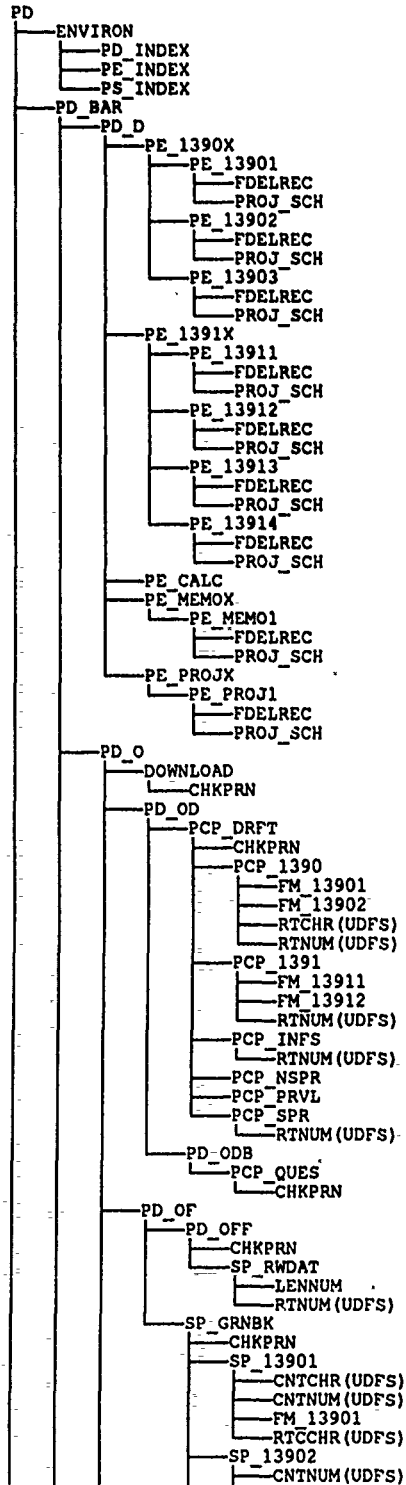 PD
ENVIRON
PD_INDEX
PE_INDEX
PS_INDEX
PD_BAR
PD_D
PE_1390X
PE_13901
FDELREC
PROJ_SCH
PE_13902
FDELREC
PROJ_SCH
PE_13903
FDELREC
PROJ_SCH
PE_1391X
PE_13911
FDELREC
PROJ_SCH
PE_13912
FDELREC
PROJ_SCH
PE_13913
FDELREC
PROJ_SCH
PE_13914
FDELREC
PROJ_SCH
PE_CALC
PE_MEMOX
PE_MEMO1
FDELREC
PROJ_SCH
PE_PROJX
PE_PROJ1
FDELREC
PROJ_SCH
PD_O
DOWNLOAD
CHKPRN
PD_OD
PCP_DRFT
CHKPRN
PCP_1390
FM_13901
FM_13902
RTCHR(UDFS)
RTNUM(UDFS)
PCP_1391
FM_13911
FM_13912
RTNUM(UDFS)
PCP_INFS
RTNUM(UDFS)
PCP_NSPR
PCP_PRVL
PCP_SPR
RTNUM(UDFS)
PD-ODB
PCP_QUES
CHKPRN
PD_OF
PD_OFF
CHKPRN
SP_RWDAT
LENNUM
RTNUM(UDFS)
SP_GRNBK
CHKPRN
SP_13901
CNTCHR(UDFS)
CNTNUM(UDFS)
FM_13901
RTCCHR(UDFS)
SP_13902
CNTNUM(UDFS)